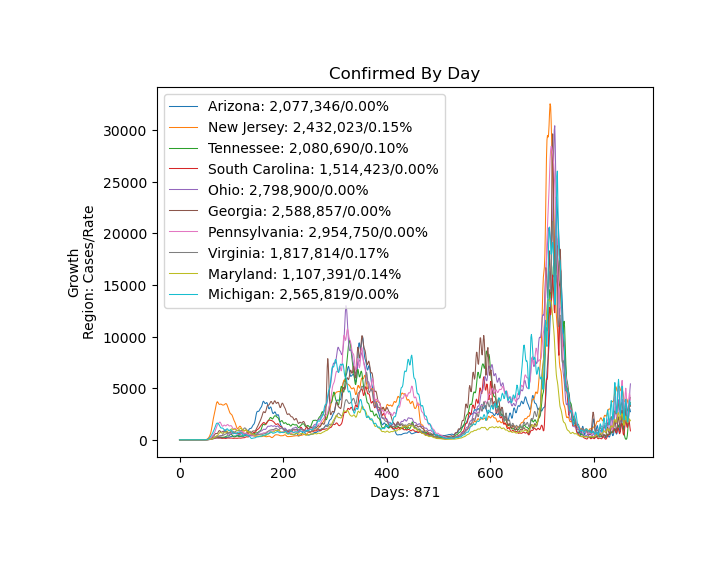 Confirmed By Day
Growth
Region: Cases/Rate
30000
25000
20000
15000
10000
5000
0
Arizona: 2,077,346/0.00%
New Jersey: 2,432,023/0.15%
Tennessee: 2,080,690/0.10%
South Carolina: 1,514,423/0.00%
Ohio: 2,798,900/0.00%
Georgia: 2,588,857/0.00%
Pennsylvania: 2,954,750/0.00%
Virginia: 1,817,814/0.17%
Maryland: 1,107,391/0.14%
Michigan: 2,565,819/0.00%
0 200 400 600 800
Days: 871